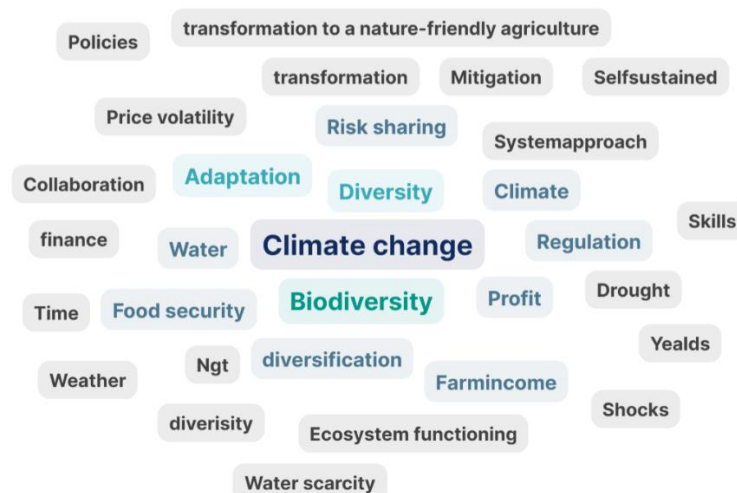 transformation to a nature-friendly agriculture
Policies
transformation
Mitigation
Selfsustained
Price volatility
Risk sharing
Systemapproach
Collaboration
Adaptation
Diversity
Climate
Skills
finance
Water
Climate change
Regulation
Time
Food security
Biodiversity
Profit
Drought
Yealds
Weather
Ngt
diversification
Farmincome
Shocks
diverisity
Ecosystem functioning
Water scarcity